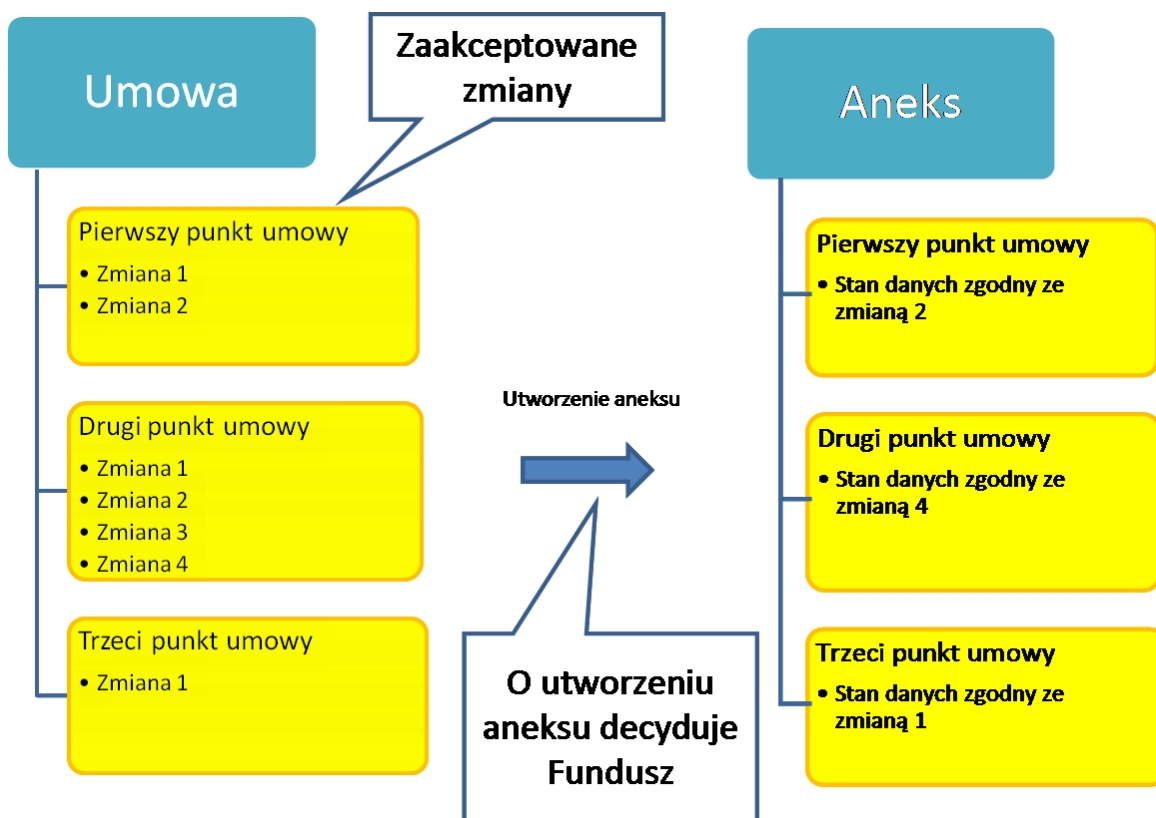 Umowa
Zaakceptowane
zmiany
Pierwszy punkt umowy
• Zmiana 1
• Zmiana 2
Drugi punkt umowy
• Zmiana 1
• Zmiana 2
• Zmiana 3
• Zmiana 4
Trzeci punkt umowy
• Zmiana 1
Utworzenie aneksu
O utworzeniu
aneksu decyduje
Fundusz
Aneks
Pierwszy punkt umowy
• Stan danych zgodny ze
zmianą 2
Drugi punkt umowy
• Stan danych zgodny ze
zmianą 4
Trzeci punkt umowy
• Stan danych zgodny ze
zmianą 1